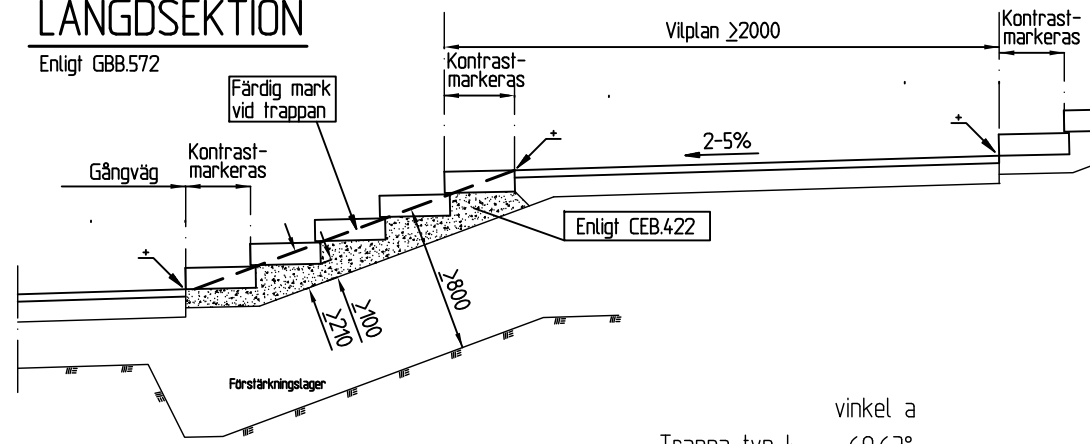 LÄNGDSEKTION
Enligt GBB.572
Kontrast-
markeras
Vilplan ≥2000
Kontrast-
markeras
Färdig mark
vid trappan
Kontrast-
markeras
Gångväg
+
+
2-5%
+
Enligt CEB.422
≥800
≥100
≥210
Förstärkningslager
vinkel a